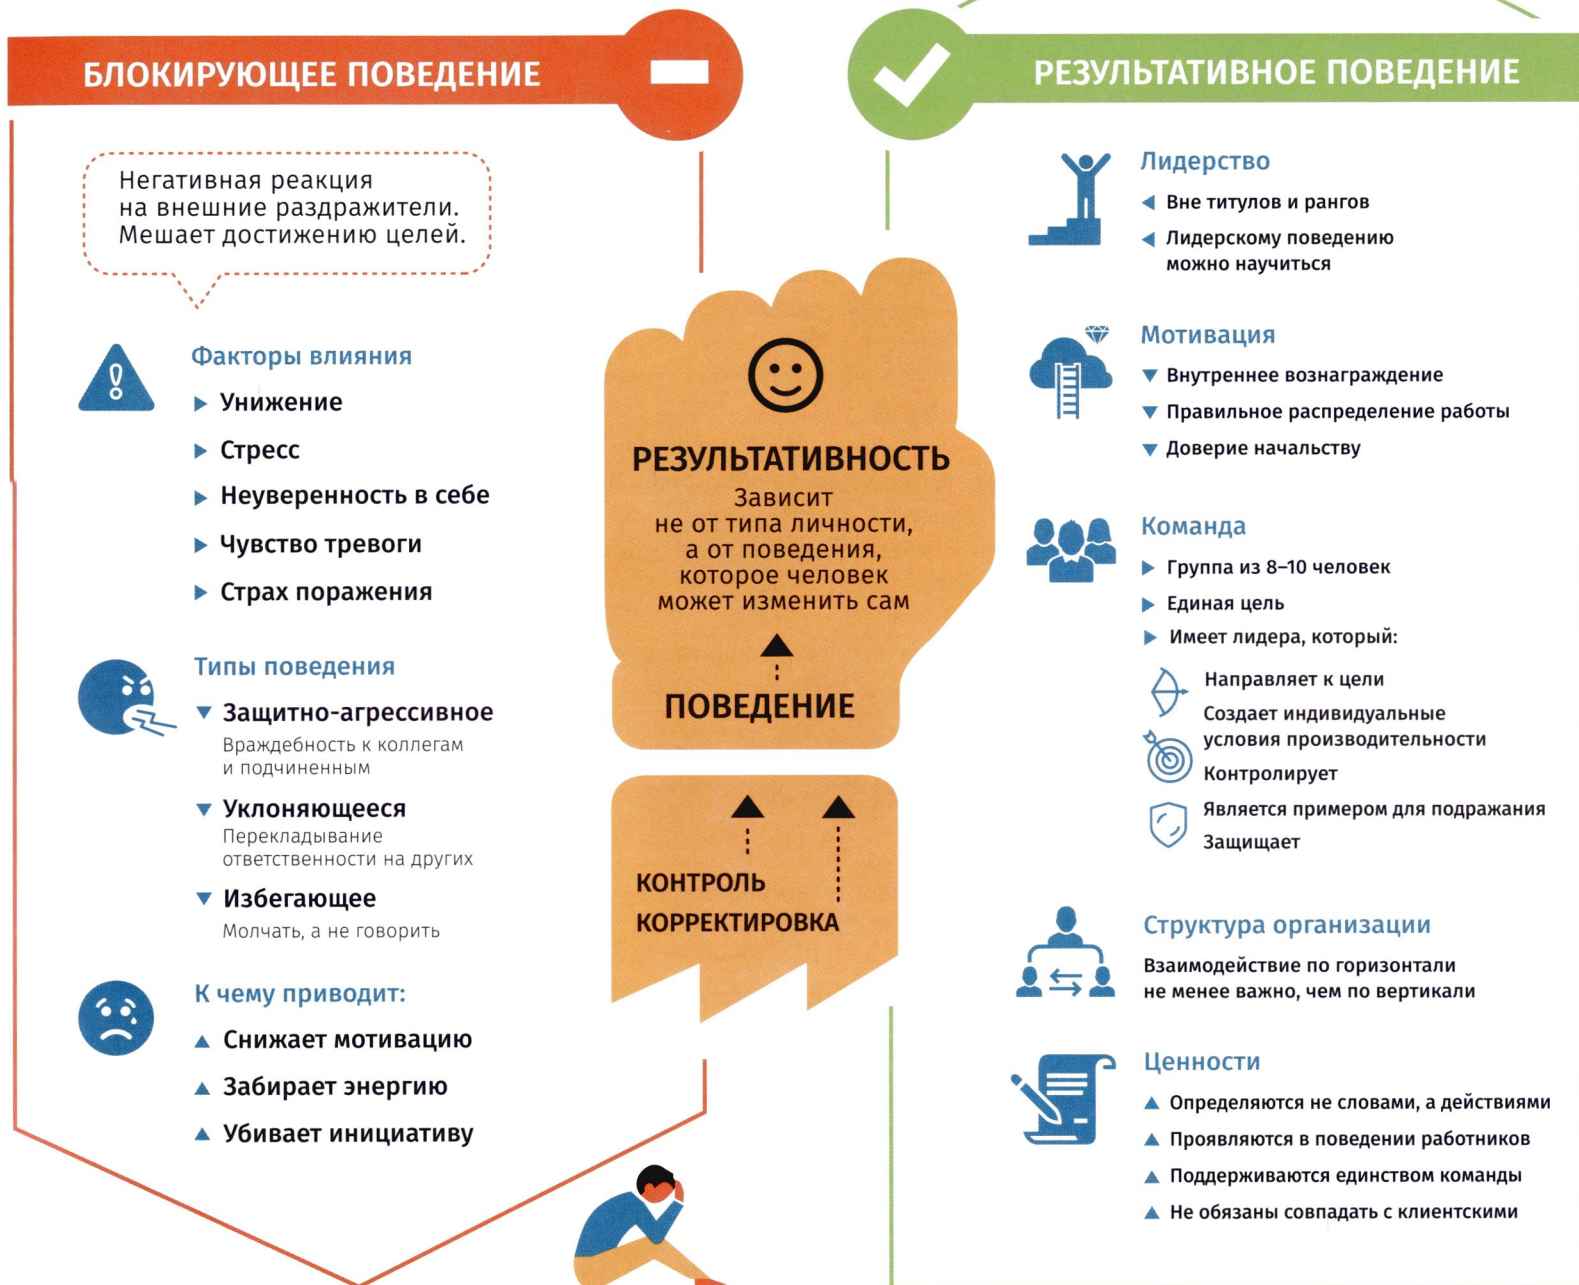 БЛОКИРУЮЩЕЕ ПОВЕДЕНИЕ
Негативная реакция
на внешние раздражители.
Мешает достижению целей.
Факторы влияния
Унижение
Стресс
Неуверенность в себе
Чувство тревоги
Страх поражения
Типы поведения
Защитно-агрессивное
Враждебность к коллегам
и подчиненным
Уклоняющееся
Перекладывание
ответственности на других
Избегающее
Молчать, а не говорить
К чему приводит:
Снижает мотивацию
Забирает энергию
Убивает инициативу
РЕЗУЛЬТАТИВНОСТЬ
Зависит
не от типа личности,
а от поведения,
которое человек
может изменить сам
ПОВЕДЕНИЕ
КОНТРОЛЬ
КОРРЕКТИРОВКА
РЕЗУЛЬТАТИВНОЕ ПОВЕДЕНИЕ
Лидерство
Вне титулов и рангов
Лидерскому поведению
можно научиться
Мотивация
Внутреннее вознаграждение
Правильное распределение работы
Доверие начальству
Команда
Группа из 8–10 человек
Единая цель
Имеет лидера, который:
Направляет к цели
Создает индивидуальные
условия производительности
Контролирует
Является примером для подражания
Защищает
Структура организации
Взаимодействие по горизонтали
не менее важно, чем по вертикали
Ценности
Определяются не словами, а действиями
Проявляются в поведении работников
Поддерживаются единством команды
Не обязаны совпадать с клиентскими